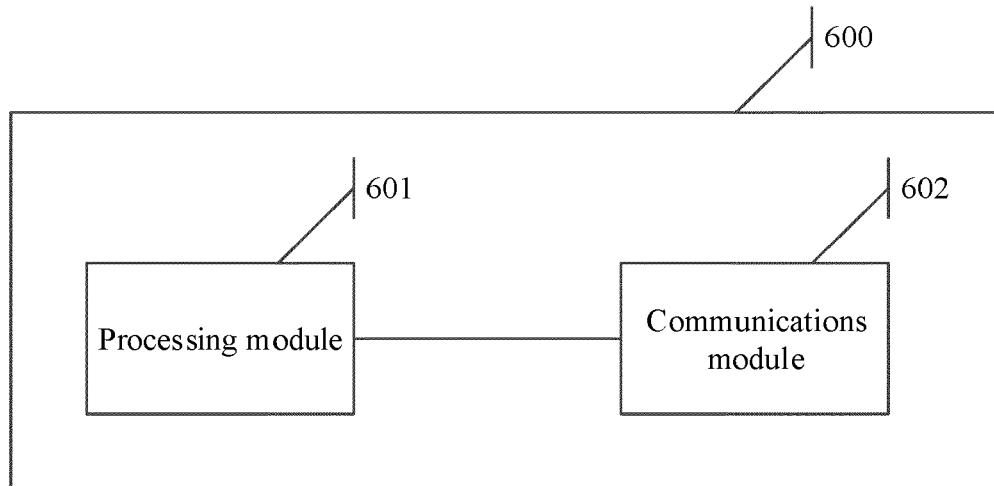 600
601
602
Processing module
Communications
module